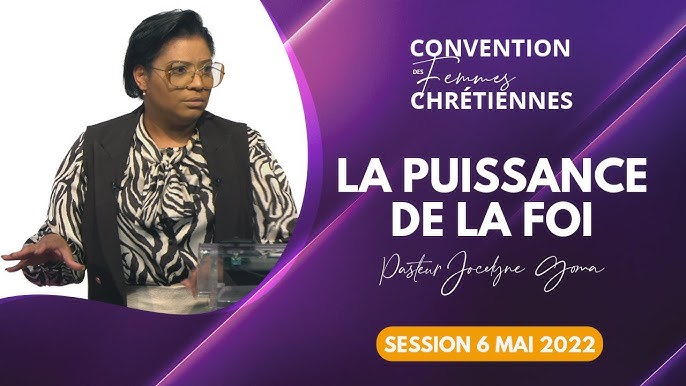 CONVENTION
DES Femmes
CHRÉTIENNES
LA PUISSANCE
DE LA FOI
Pasteur Jocelyne Goma
SESSION 6 MAI 2022